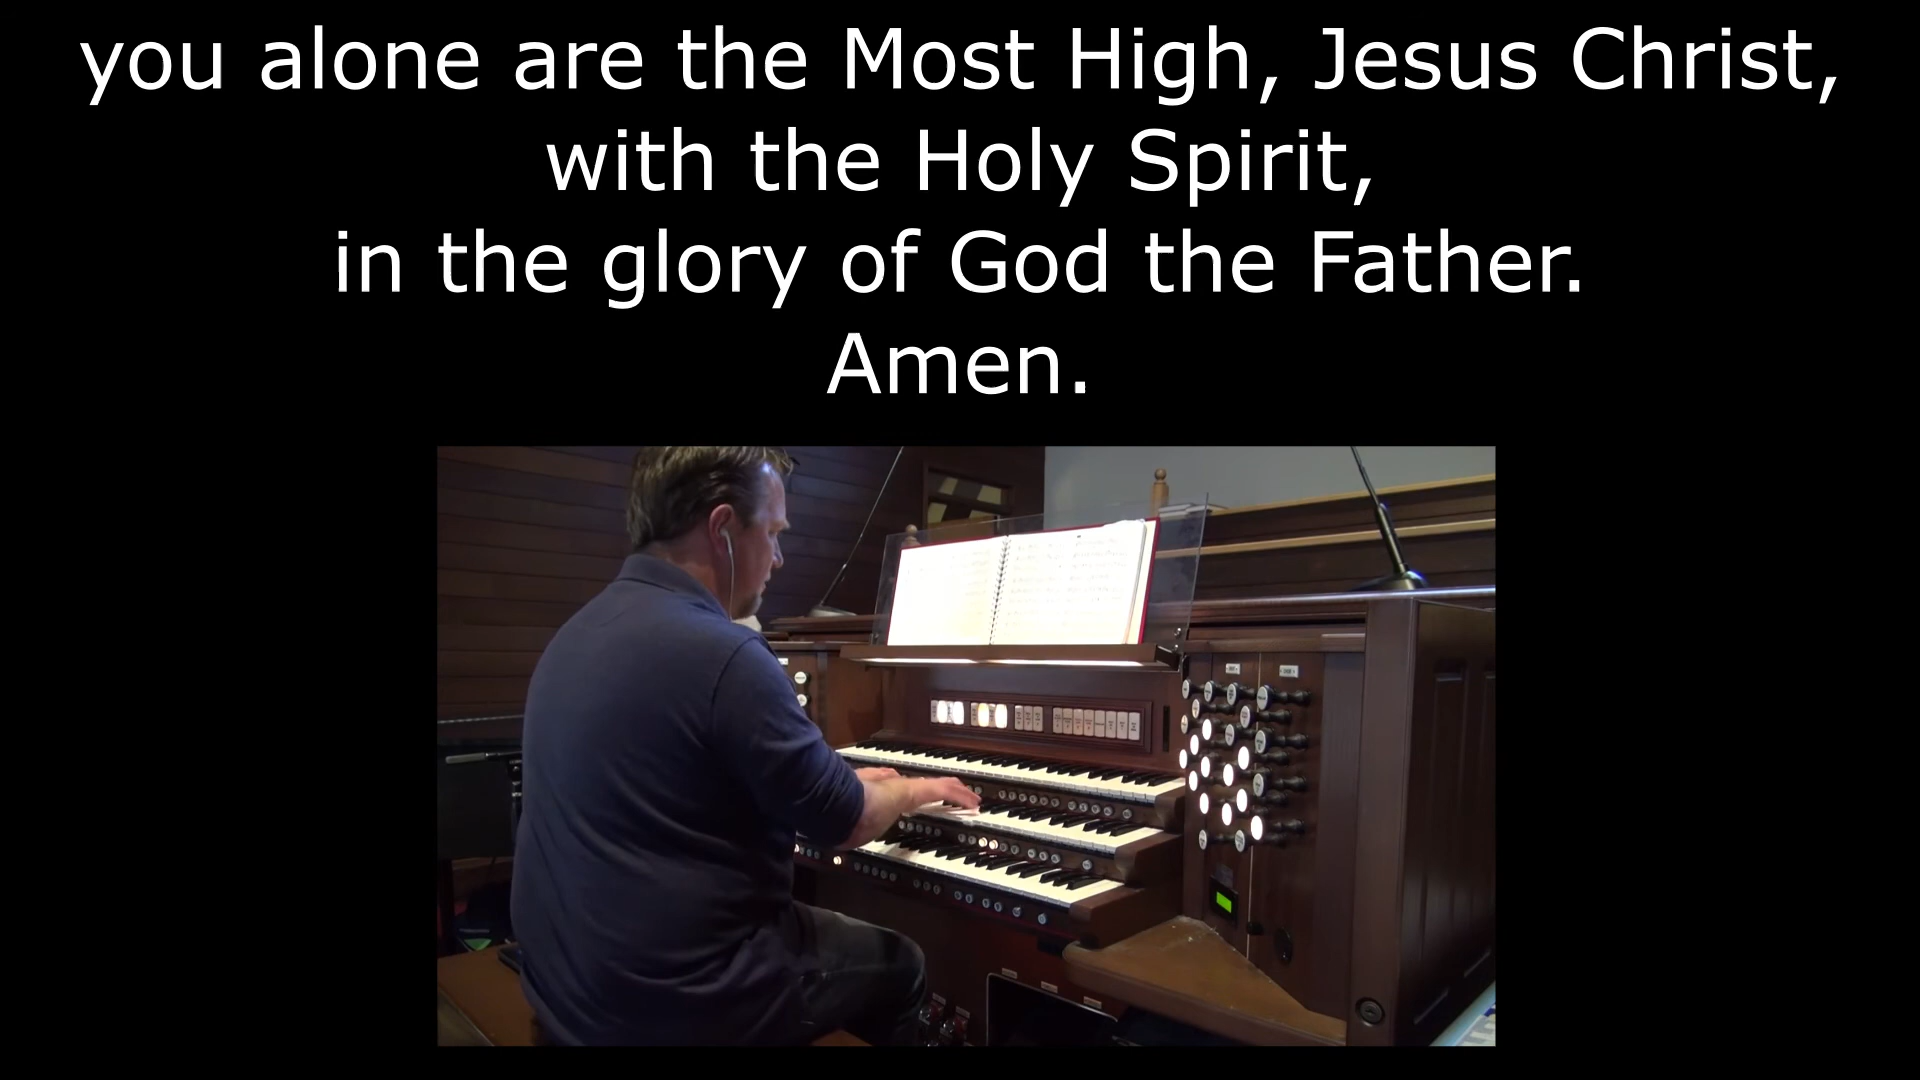 you alone are the Most High, Jesus Christ,
with the Holy Spirit,
in the glory of God the Father.
Amen.